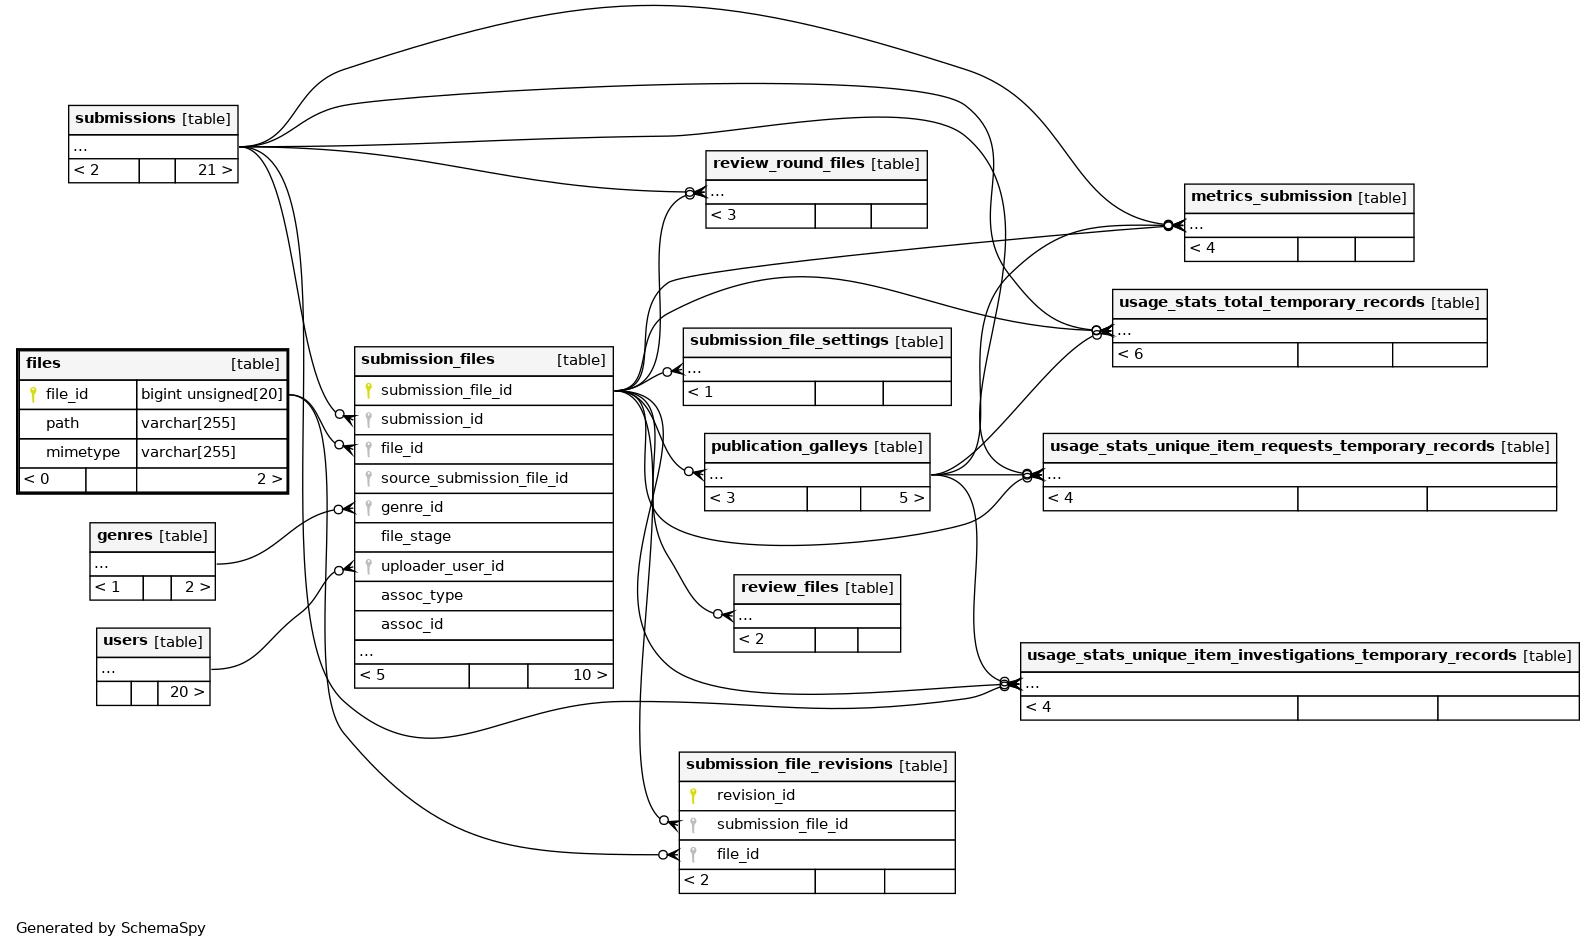 submissions [table]
...
< 2 21 >
review_round_files [table]
...
< 3
metrics_submission [table]
...
< 4
usage_stats_total_temporary_records [table]
...
< 6
files [table]
file_id bigint unsigned[20]
path varchar[255]
mimetype varchar[255]
< 0 2 >
submission_files [table]
submission_file_id
submission_id
file_id
source_submission_file_id
genre_id
file_stage
uploader_user_id
assoc_type
assoc_id
...
< 5 10 >
submission_file_settings [table]
...
< 1
publication_galleys [table]
...
< 3 5 >
usage_stats_unique_item_requests_temporary_records [table]
...
< 4
genres [table]
...
< 1 2 >
users [table]
...
20 >
review_files [table]
...
< 2
usage_stats_unique_item_investigations_temporary_records [table]
...
< 4
submission_file_revisions [table]
revision_id
submission_file_id
file_id
< 2
Generated by SchemaSpy